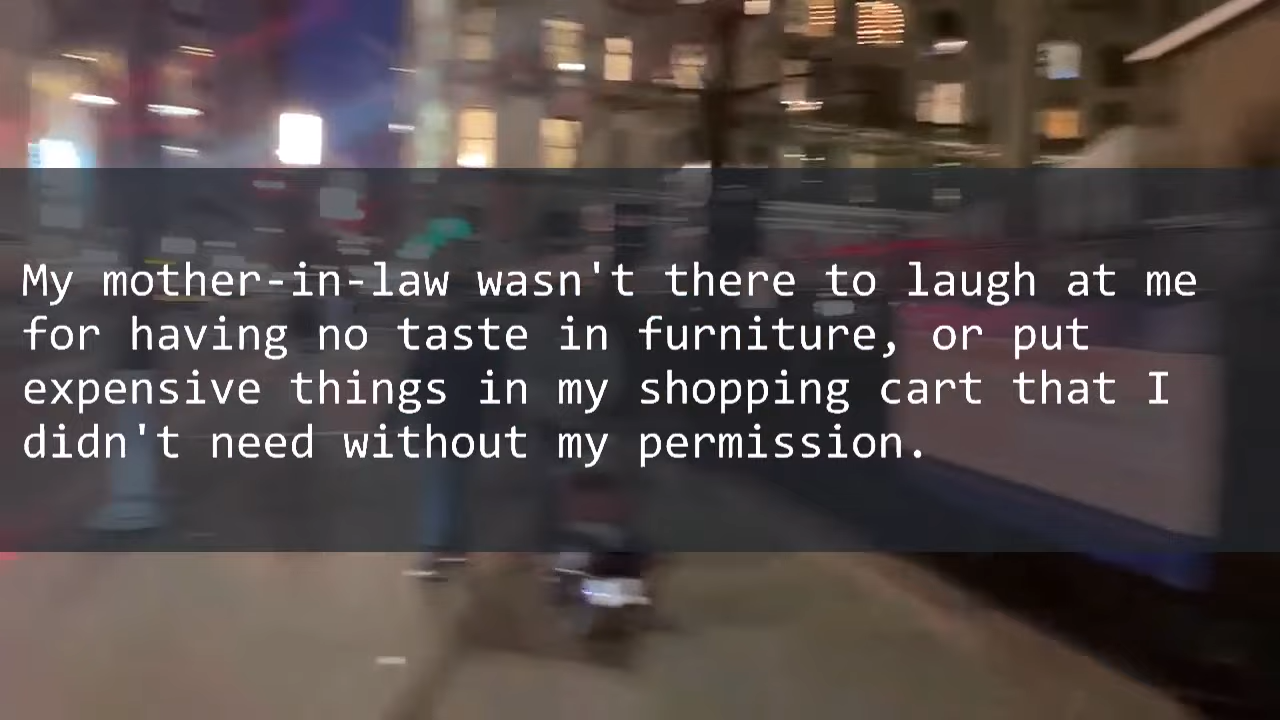 My mother-in-law wasn't there to laugh at me
for having no taste in furniture, or put
expensive things in my shopping cart that I
didn't need without my permission.